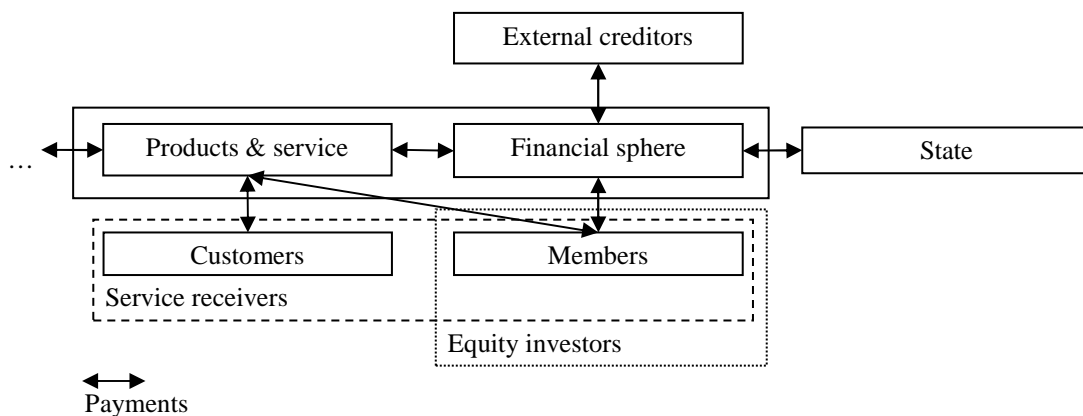 External creditors
Products & service
Financial sphere
State
…
Customers
Members
Service receivers
Equity investors
Payments